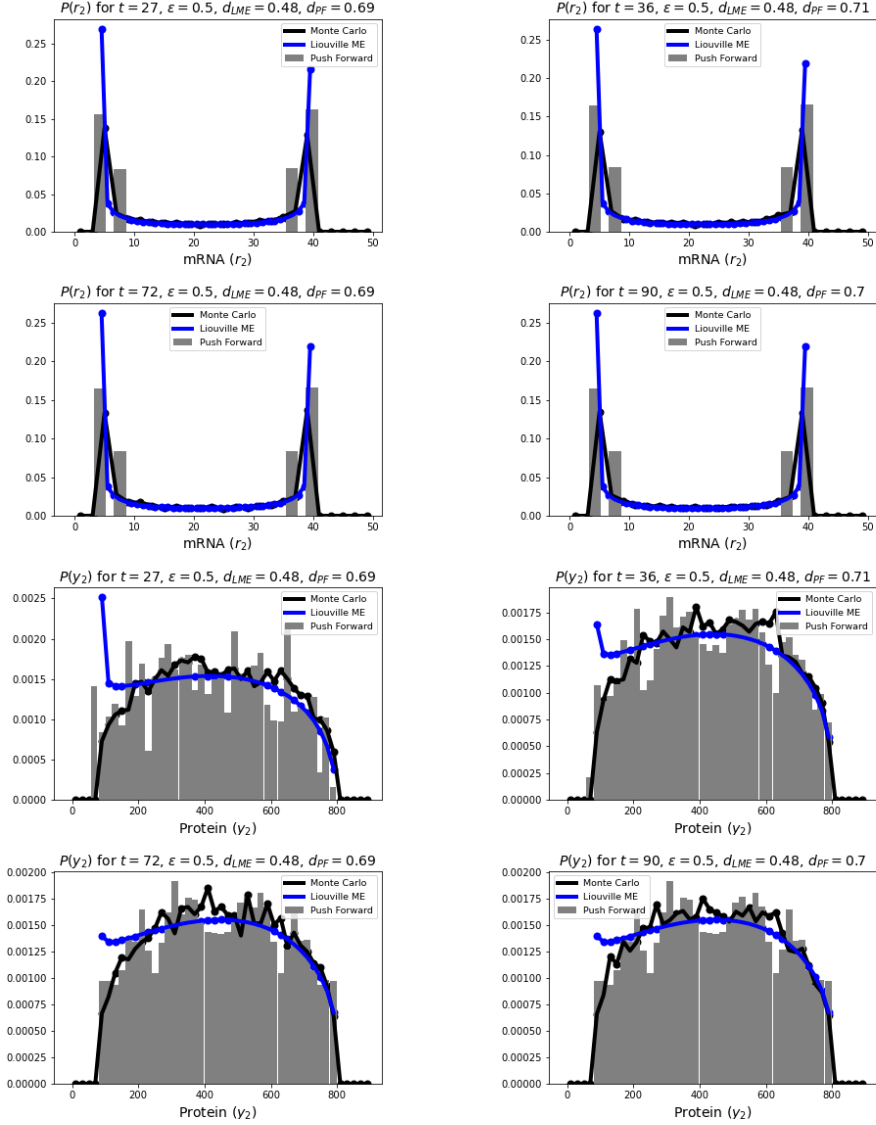 P(r₂) for t = 27, ε = 0.5, d_LME = 0.48, d_PF = 0.69
0.25
0.20
0.15
0.10
0.05
0.00
Monte Carlo
Liouville ME
Push Forward
0 10 20 30 40 50
mRNA (r₂)
P(r₂) for t = 36, ε = 0.5, d_LME = 0.48, d_PF = 0.71
0.25
0.20
0.15
0.10
0.05
0.00
Monte Carlo
Liouville ME
Push Forward
0 10 20 30 40 50
mRNA (r₂)
P(r₂) for t = 72, ε = 0.5, d_LME = 0.48, d_PF = 0.69
0.25
0.20
0.15
0.10
0.05
0.00
Monte Carlo
Liouville ME
Push Forward
0 10 20 30 40 50
mRNA (r₂)
P(r₂) for t = 90, ε = 0.5, d_LME = 0.48, d_PF = 0.7
0.25
0.20
0.15
0.10
0.05
0.00
Monte Carlo
Liouville ME
Push Forward
0 10 20 30 40 50
mRNA (r₂)
P(y₂) for t = 27, ε = 0.5, d_LME = 0.48, d_PF = 0.69
0.0025
0.0020
0.0015
0.0010
0.0005
0.0000
Monte Carlo
Liouville ME
Push Forward
0 200 400 600 800
Protein (y₂)
P(y₂) for t = 36, ε = 0.5, d_LME = 0.48, d_PF = 0.71
0.00175
0.00150
0.00125
0.00100
0.00075
0.00050
0.00025
0.00000
Monte Carlo
Liouville ME
Push Forward
0 200 400 600 800
Protein (y₂)
P(y₂) for t = 72, ε = 0.5, d_LME = 0.48, d_PF = 0.69
0.00200
0.00175
0.00150
0.00125
0.00100
0.00075
0.00050
0.00025
0.00000
Monte Carlo
Liouville ME
Push Forward
0 200 400 600 800
Protein (y₂)
P(y₂) for t = 90, ε = 0.5, d_LME = 0.48, d_PF = 0.7
0.00200
0.00175
0.00150
0.00125
0.00100
0.00075
0.00050
0.00025
0.00000
Monte Carlo
Liouville ME
Push Forward
0 200 400 600 800
Protein (y₂)